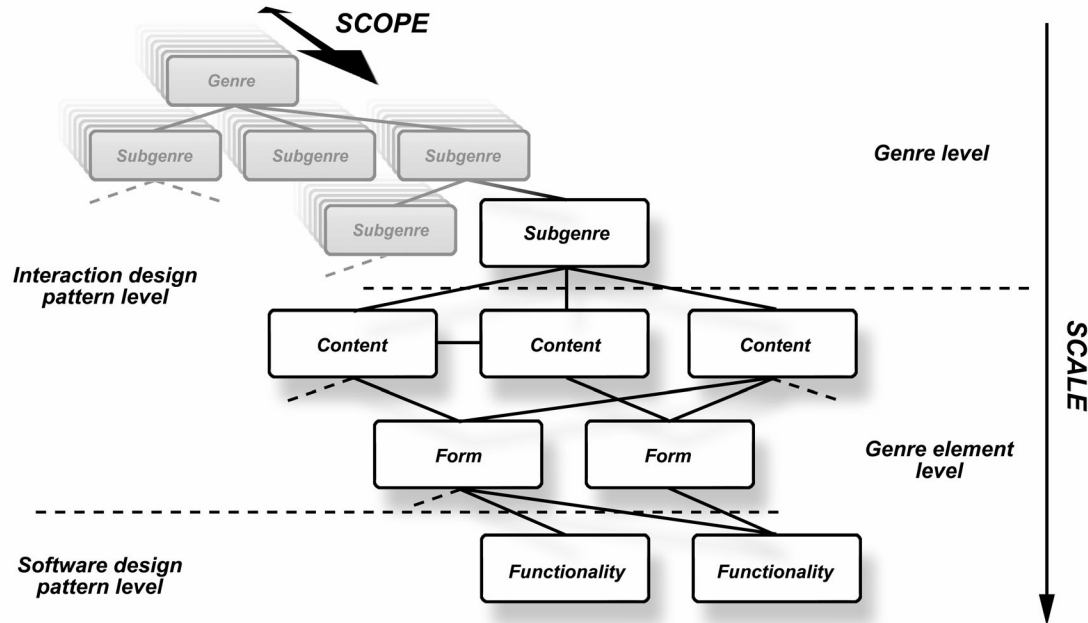 SCOPE
Genre
Subgenre
Subgenre
Subgenre
Genre level
Subgenre
Subgenre
Interaction design
pattern level
Content
Content
Content
SCALE
Form
Form
Genre element
level
Software design
pattern level
Functionality
Functionality